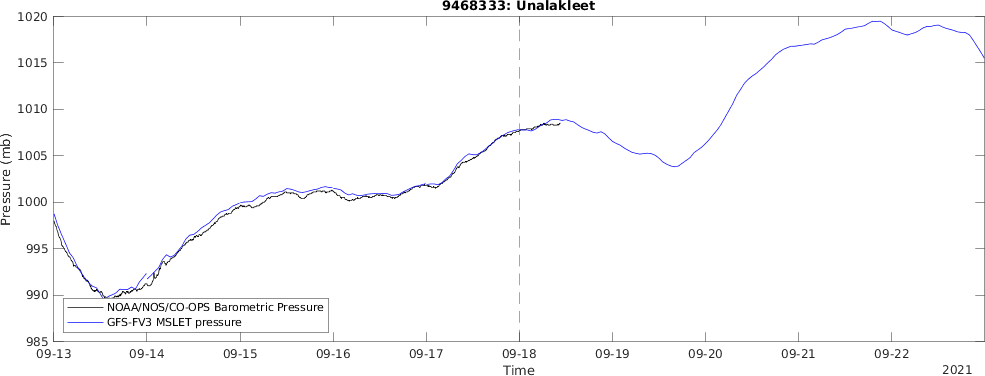 9468333: Unalakleet
Pressure (mb)
1020
1015
1010
1005
1000
995
990
985
NOAA/NOS/CO-OPS Barometric Pressure
GFS-FV3 MSLET pressure
09-13 09-14 09-15 09-16 09-17 09-18 09-19 09-20 09-21 09-22
Time
2021